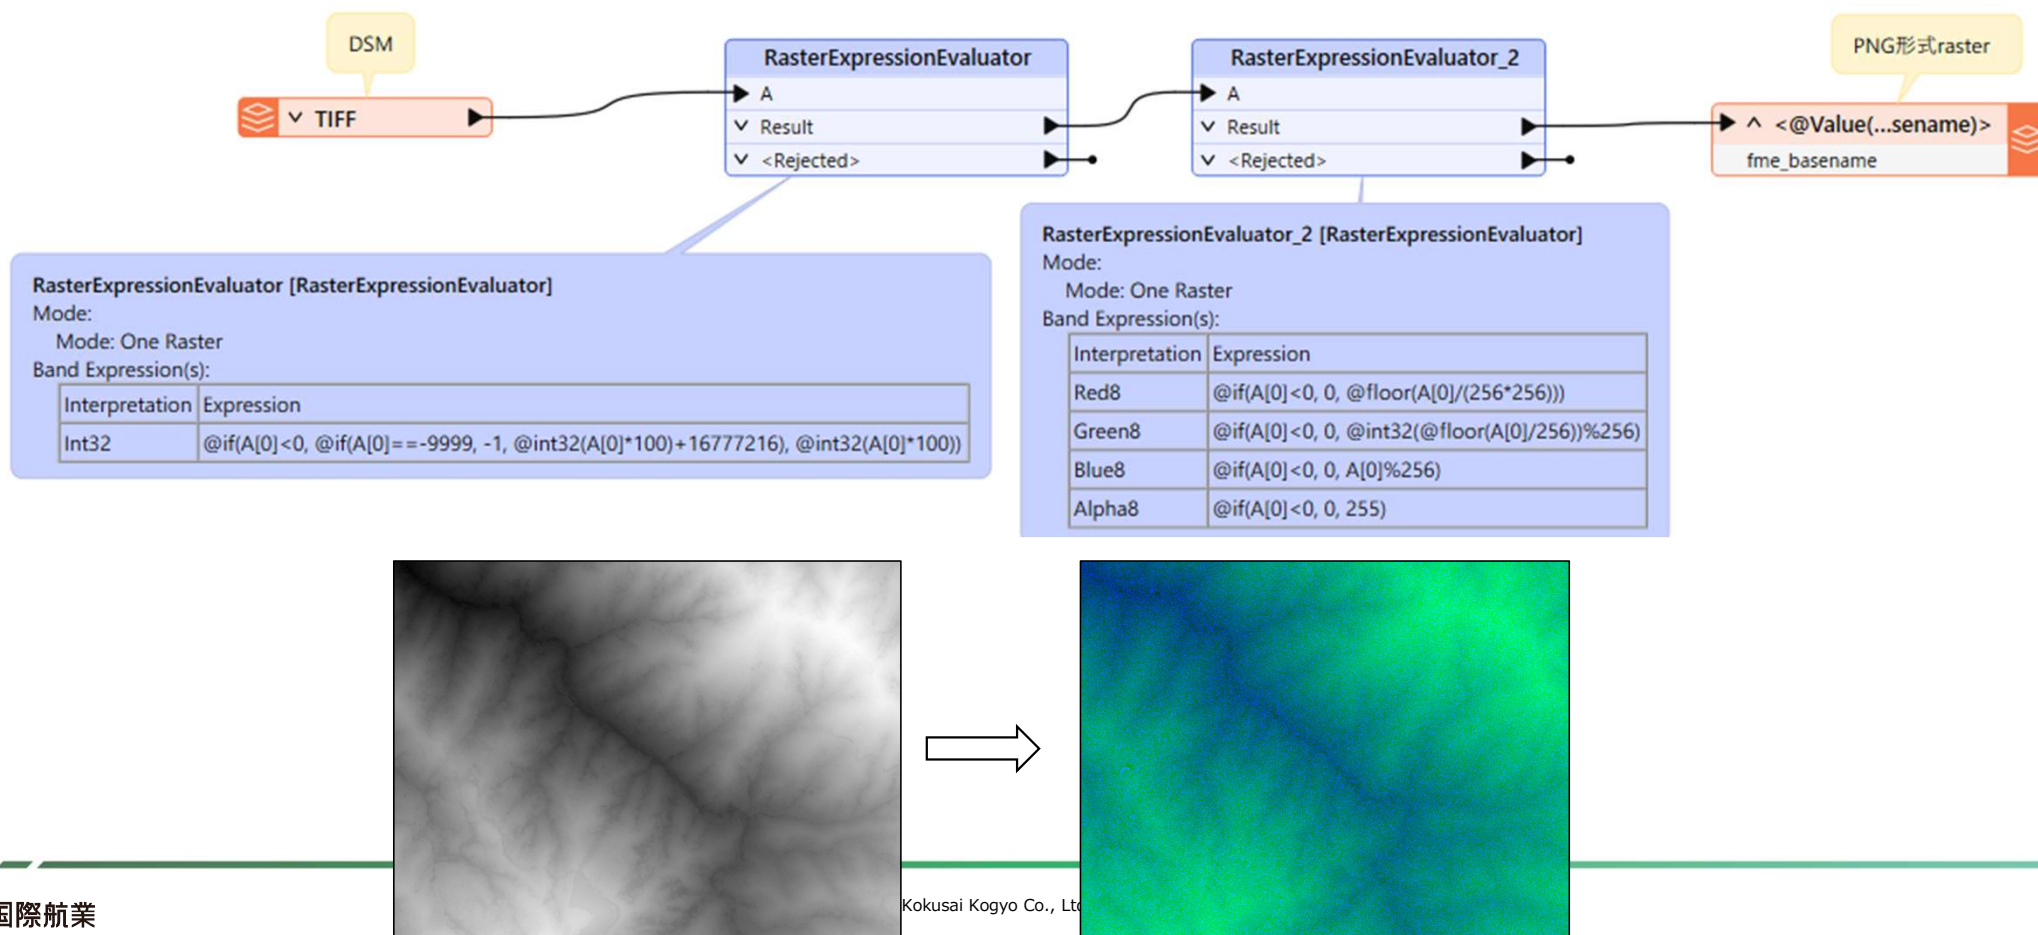 DSM
TIFF
RasterExpressionEvaluator
A
Result
<Rejected>
RasterExpressionEvaluator_2
A
Result
<Rejected>
PNG形式raster
<@Value(...sename)>
fme_basename
RasterExpressionEvaluator [RasterExpressionEvaluator]
Mode:
Mode: One Raster
Band Expression(s):
Interpretation Expression
Int32 @if(A[0]<0, @if(A[0]==-9999, -1, @int32(A[0]*100)+16777216), @int32(A[0]*100))
RasterExpressionEvaluator_2 [RasterExpressionEvaluator]
Mode:
Mode: One Raster
Band Expression(s):
Interpretation Expression
Red8 @if(A[0]<0, 0, @floor(A[0]/(256*256)))
Green8 @if(A[0]<0, 0, @int32(@floor(A[0]/256))%256)
Blue8 @if(A[0]<0, 0, A[0]%256)
Alpha8 @if(A[0]<0, 0, 255)
国際航業
Kokusai Kogyo Co., Ltd